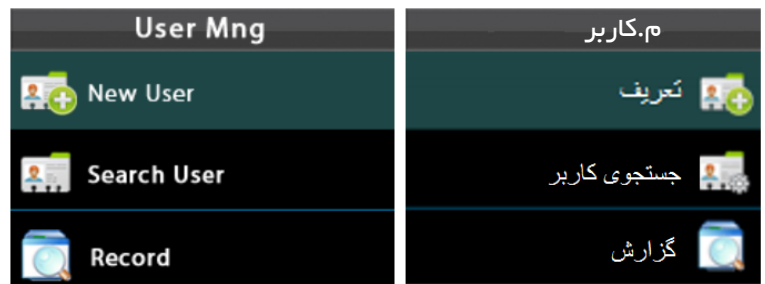 User Mng
New User
Search User
Record
م.کاربر
تعریف
جستجوی کاربر
گزارش